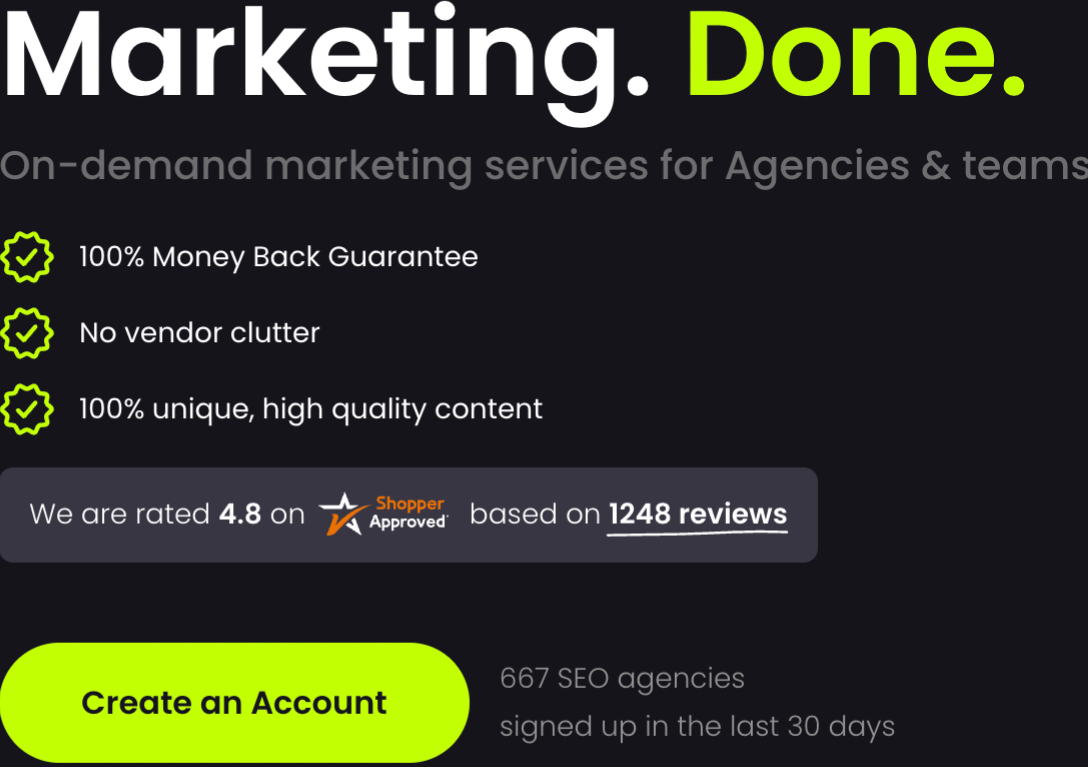 Marketing. Done.
On-demand marketing services for Agencies & teams
100% Money Back Guarantee
No vendor clutter
100% unique, high quality content
We are rated 4.8 on Shopper Approved based on 1248 reviews
Create an Account
667 SEO agencies
signed up in the last 30 days